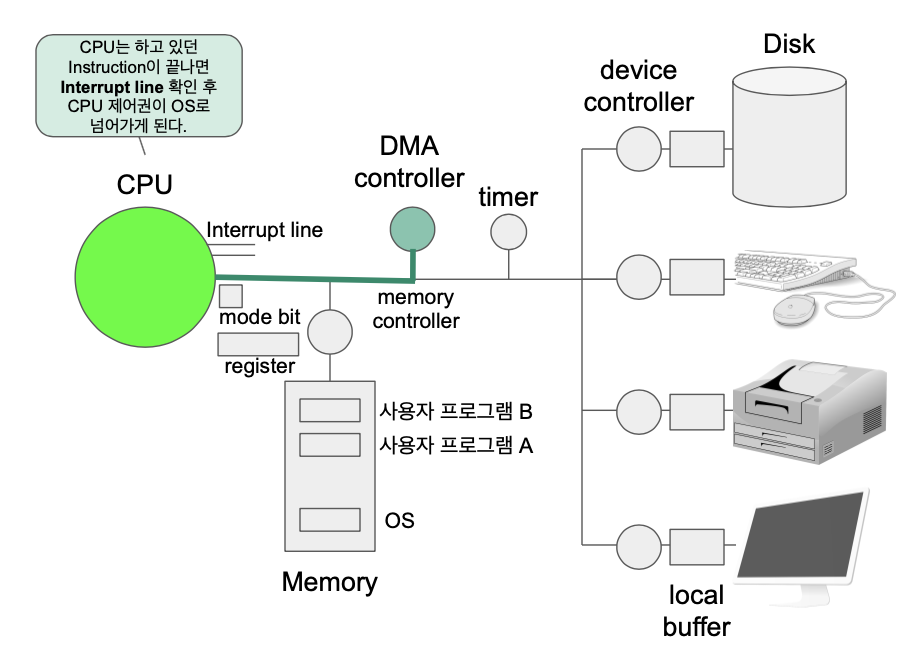 CPU는 하고 있던
Instruction이 끝나면
Interrupt line 확인 후
CPU 제어권이 OS로
넘어가게 된다.
CPU
Interrupt line
mode bit
register
DMA
controller
timer
memory
controller
사용자 프로그램 B
사용자 프로그램 A
OS
Memory
device
controller
Disk
local
buffer